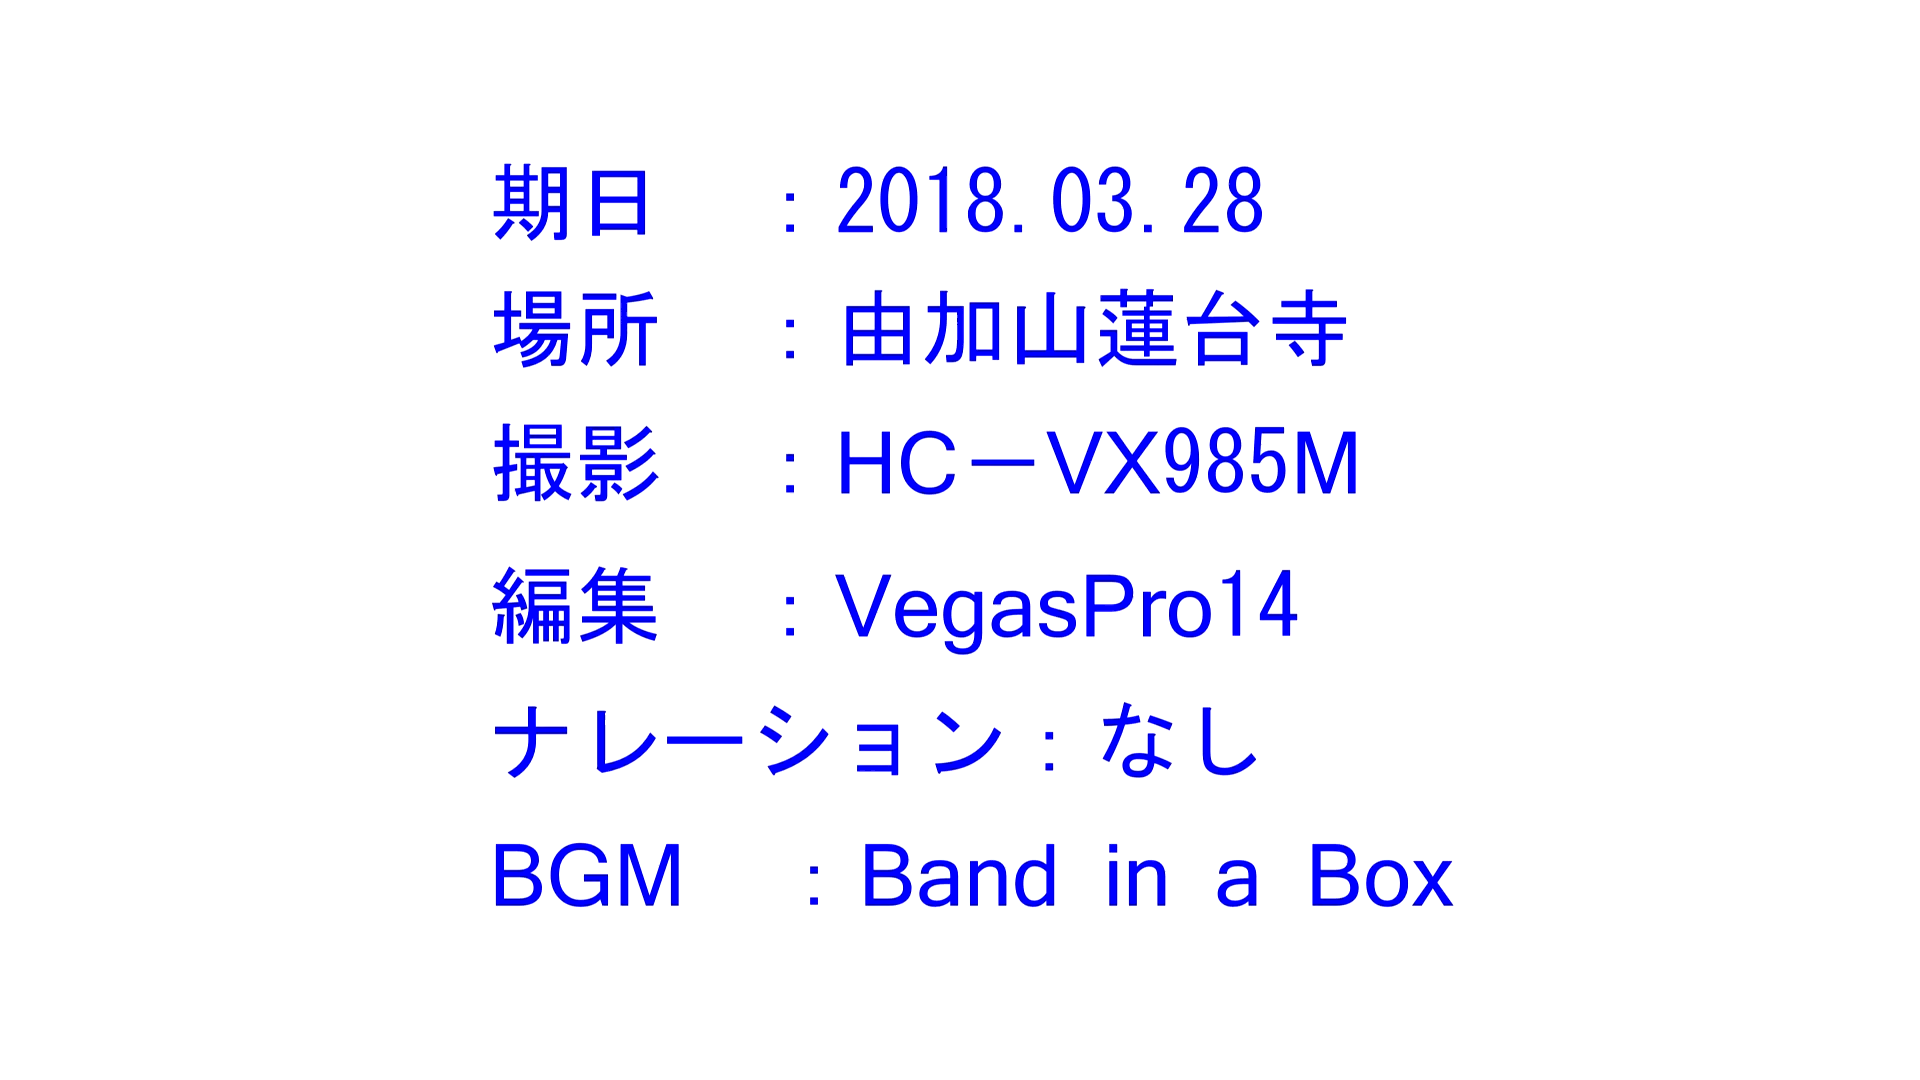 期日　：2018.03.28
場所　：由加山蓮台寺
撮影　：HC－VX985M
編集　：VegasPro14
ナレーション：なし
BGM　：Band in a Box